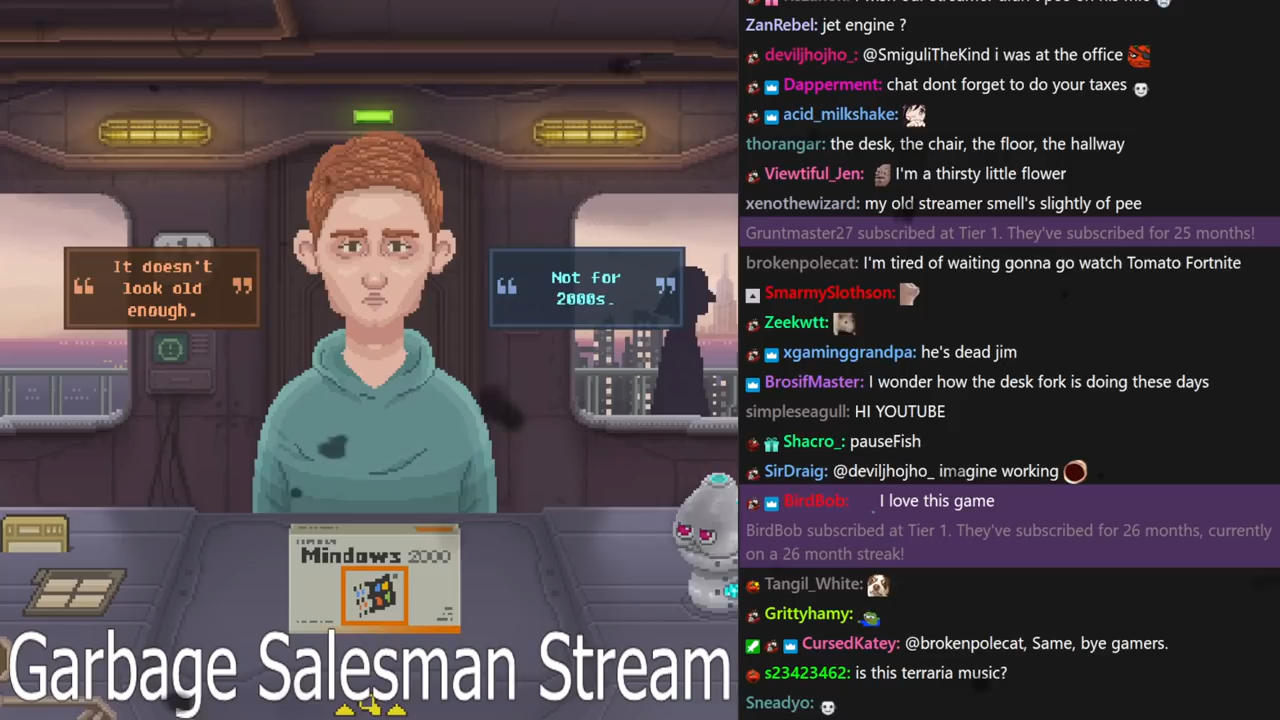 It doesn't
look old
enough.
Not for
2000s.
Mindows 2000
Garbage Salesman Stream
ZanRebel: jet engine ?
deviljhojho_: @SmiguliTheKind i was at the office
Dapperment: chat dont forget to do your taxes
acid_milkshake:
thorangar: the desk, the chair, the floor, the hallway
Viewtiful_Jen: I'm a thirsty little flower
xenothewizard: my old streamer smell's slightly of pee
Gruntmaster27 subscribed at Tier 1. They've subscribed for 25 months!
brokenpolecat: I'm tired of waiting gonna go watch Tomato Fortnite
SmarmySlothson:
Zeekwtt:
xgaminggrandpa: he's dead jim
BrosifMaster: I wonder how the desk fork is doing these days
simpleseagull: HI YOUTUBE
Shacro_: pauseFish
SirDraig: @deviljhojho_ imagine working
BirdBob: I love this game
BirdBob subscribed at Tier 1. They've subscribed for 26 months, currently
on a 26 month streak!
Tangil_White:
Grittyhamy:
CursedKatey: @brokenpolecat, Same, bye gamers.
s23423462: is this terraria music?
Sneadyo: